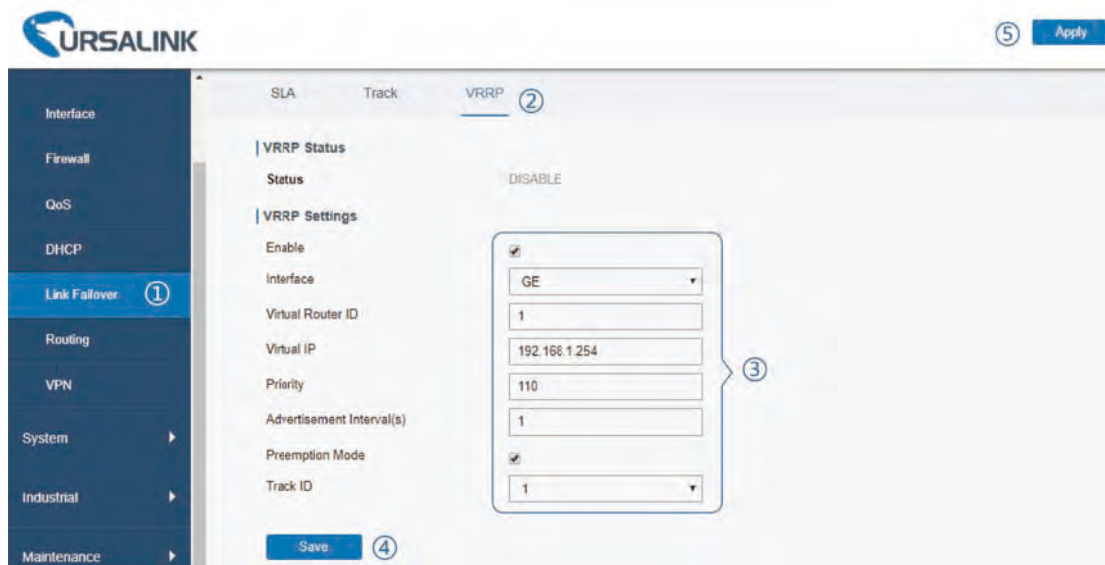 URSALINK
⑤ Apply
Interface
Firewall
QoS
DHCP
Link Failover ①
Routing
VPN
System
Industrial
Maintenance
SLA Track VRRP ②
VRRP Status
Status DISABLE
VRRP Settings
Enable
Interface GE
Virtual Router ID 1
Virtual IP 192.168.1.254
Priority 110
Advertisement Interval(s) 1
Preemption Mode
Track ID 1
③
Save ④